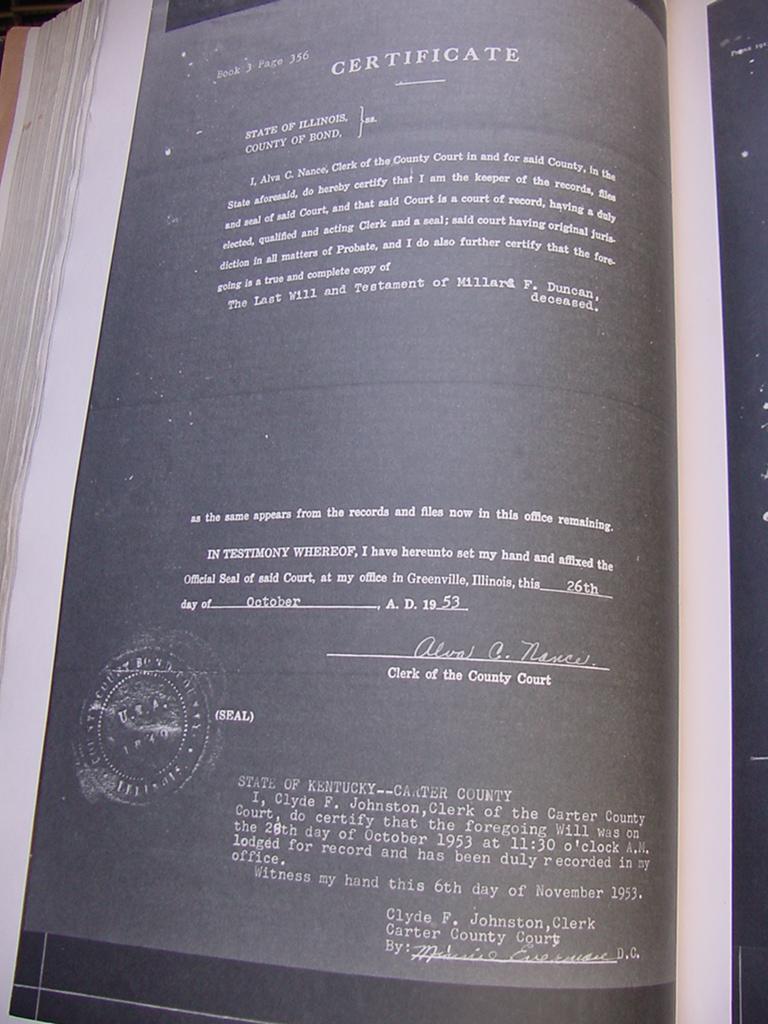 Book 3 Page 356
CERTIFICATE
STATE OF ILLINOIS,
COUNTY OF BOND, } ss.
I, Alva C. Nance, Clerk of the County Court in and for said County, in the
State aforesaid, do hereby certify that I am the keeper of the records, files
and seal of said Court, and that said Court is a court of record, having a duly
elected, qualified and acting Clerk and a seal; said court having original juris-
diction in all matters of Probate, and I do also further certify that the fore-
going is a true and complete copy of
The Last Will and Testament of Millard F. Duncan,
deceased.
as the same appears from the records and files now in this office remaining.
IN TESTIMONY WHEREOF, I have hereunto set my hand and affixed the
Official Seal of said Court, at my office in Greenville, Illinois, this 26th
day of October, A. D. 1953
Alva C. Nance.
Clerk of the County Court
COUNTY COURT BOND COUNTY
U.S.A.
1849
ILLINOIS
(SEAL)
STATE OF KENTUCKY--CARTER COUNTY
I, Clyde F. Johnston,Clerk of the Carter County
Court, do certify that the foregoing Will was on
the 28th day of October 1953 at 11:30 o'clock A.M.
lodged for record and has been duly recorded in my
office.
Witness my hand this 6th day of November 1953.
Clyde F. Johnston,Clerk
Carter County Court
By: Minnie Everman D.C.